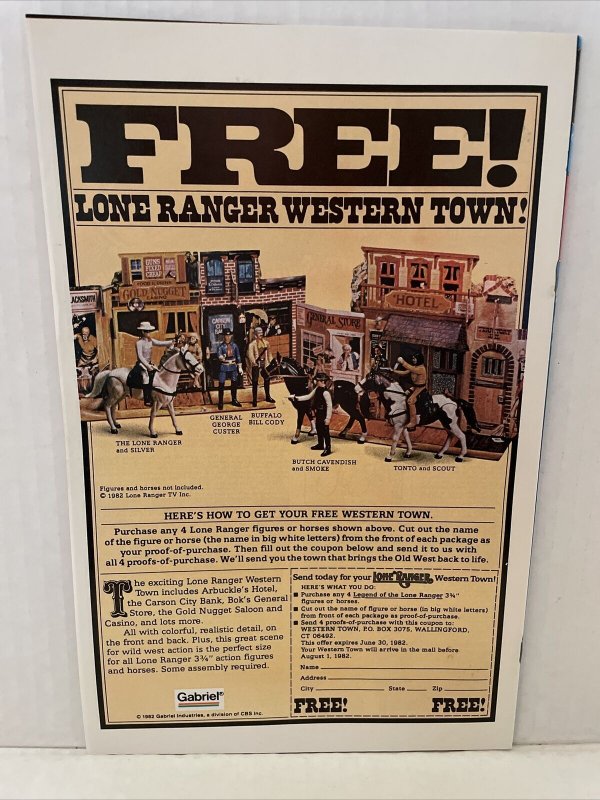 FREE!
LONE RANGER WESTERN TOWN!
GUNS
FIXED
CHEAP
GOLD NUGGET
LACKSMITH
CARSON
CITY
GENERAL STORE
HOTEL
THE LONE RANGER
and SILVER
GENERAL
GEORGE
CUSTER
BUFFALO
BILL CODY
BUTCH CAVENDISH
and SMOKE
TONTO and SCOUT
Figures and horses not included.
© 1982 Lone Ranger TV Inc.
HERE'S HOW TO GET YOUR FREE WESTERN TOWN.
Purchase any 4 Lone Ranger figures or horses shown above. Cut out the name
of the figure or horse (the name in big white letters) from the front of each package as
your proof-of-purchase. Then fill out the coupon below and send it to us with
all 4 proofs-of-purchase. We'll send you the town that brings the Old West back to life.
The exciting Lone Ranger Western
Town includes Arbuckle's Hotel,
the Carson City Bank, Bok's General
Store, the Gold Nugget Saloon and
Casino, and lots more.
All with colorful, realistic detail, on
the front and back. Plus, this great scene
for wild west action is the perfect size
for all Lone Ranger 3¾" action figures
and horses. Some assembly required.
Gabriel®
© 1982 Gabriel Industries, a division of CBS Inc.
Send today for your LONE RANGER Western Town!
HERE'S WHAT YOU DO:
■ Purchase any 4 Legend of the Lone Ranger 3¾"
figures or horses.
■ Cut out the name of figure or horse (in big white letters)
from front of each package as proof-of-purchase.
■ Send 4 proofs-of-purchase with this coupon to:
WESTERN TOWN, P.O. BOX 3075, WALLINGFORD,
CT 06492.
This offer expires June 30, 1982.
Your Western Town will arrive in the mail before
August 1, 1982.
Name
Address
City State Zip
FREE! FREE!